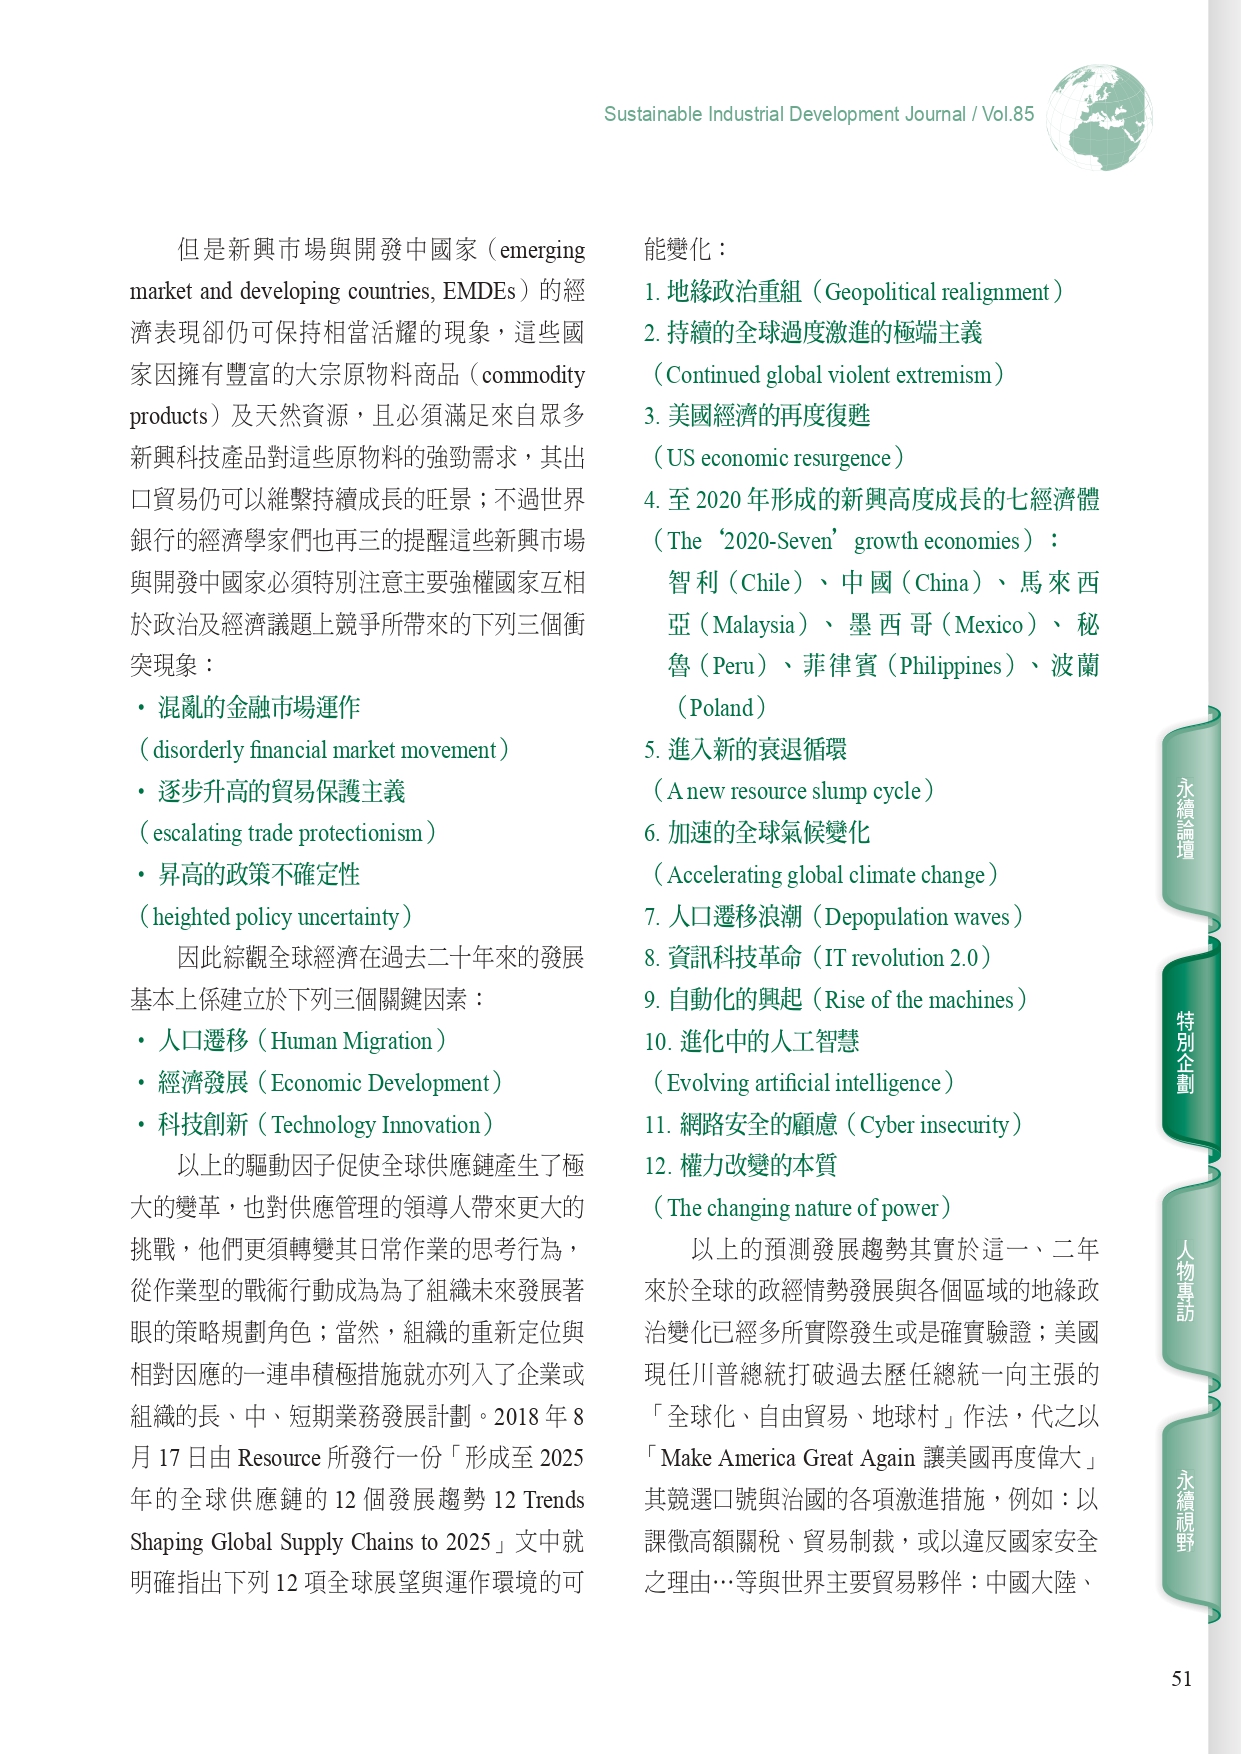 Sustainable Industrial Development Journal / Vol.85
但是新興市場與開發中國家（emerging
market and developing countries, EMDEs）的經
濟表現卻仍可保持相當活耀的現象，這些國
家因擁有豐富的大宗原物料商品（commodity
products）及天然資源，且必須滿足來自眾多
新興科技產品對這些原物料的強勁需求，其出
口貿易仍可以維繫持續成長的旺景；不過世界
銀行的經濟學家們也再三的提醒這些新興市場
與開發中國家必須特別注意主要強權國家互相
於政治及經濟議題上競爭所帶來的下列三個衝
突現象：
• 混亂的金融市場運作
（disorderly financial market movement）
• 逐步升高的貿易保護主義
（escalating trade protectionism）
• 昇高的政策不確定性
（heighted policy uncertainty）
因此綜觀全球經濟在過去二十年來的發展
基本上係建立於下列三個關鍵因素：
• 人口遷移（Human Migration）
• 經濟發展（Economic Development）
• 科技創新（Technology Innovation）
以上的驅動因子促使全球供應鏈產生了極
大的變革，也對供應管理的領導人帶來更大的
挑戰，他們更須轉變其日常作業的思考行為，
從作業型的戰術行動成為為了組織未來發展著
眼的策略規劃角色；當然，組織的重新定位與
相對因應的一連串積極措施就亦列入了企業或
組織的長、中、短期業務發展計劃。2018 年 8
月 17 日由 Resource 所發行一份「形成至 2025
年的全球供應鏈的 12 個發展趨勢 12 Trends
Shaping Global Supply Chains to 2025」文中就
明確指出下列 12 項全球展望與運作環境的可
能變化：
1. 地緣政治重組（Geopolitical realignment）
2. 持續的全球過度激進的極端主義
（Continued global violent extremism）
3. 美國經濟的再度復甦
（US economic resurgence）
4. 至 2020 年形成的新興高度成長的七經濟體
（The‘2020-Seven’growth economies）：
智利（Chile）、中國（China）、馬來西
亞（Malaysia）、墨西哥（Mexico）、秘
魯（Peru）、菲律賓（Philippines）、波蘭
（Poland）
5. 進入新的衰退循環
（A new resource slump cycle）
6. 加速的全球氣候變化
（Accelerating global climate change）
7. 人口遷移浪潮（Depopulation waves）
8. 資訊科技革命（IT revolution 2.0）
9. 自動化的興起（Rise of the machines）
10. 進化中的人工智慧
（Evolving artificial intelligence）
11. 網路安全的顧慮（Cyber insecurity）
12. 權力改變的本質
（The changing nature of power）
以上的預測發展趨勢其實於這一、二年
來於全球的政經情勢發展與各個區域的地緣政
治變化已經多所實際發生或是確實驗證；美國
現任川普總統打破過去歷任總統一向主張的
「全球化、自由貿易、地球村」作法，代之以
「Make America Great Again 讓美國再度偉大」
其競選口號與治國的各項激進措施，例如：以
課徵高額關稅、貿易制裁，或以違反國家安全
之理由…等與世界主要貿易夥伴：中國大陸、
永續論壇
特別企劃
人物專訪
永續視野
51